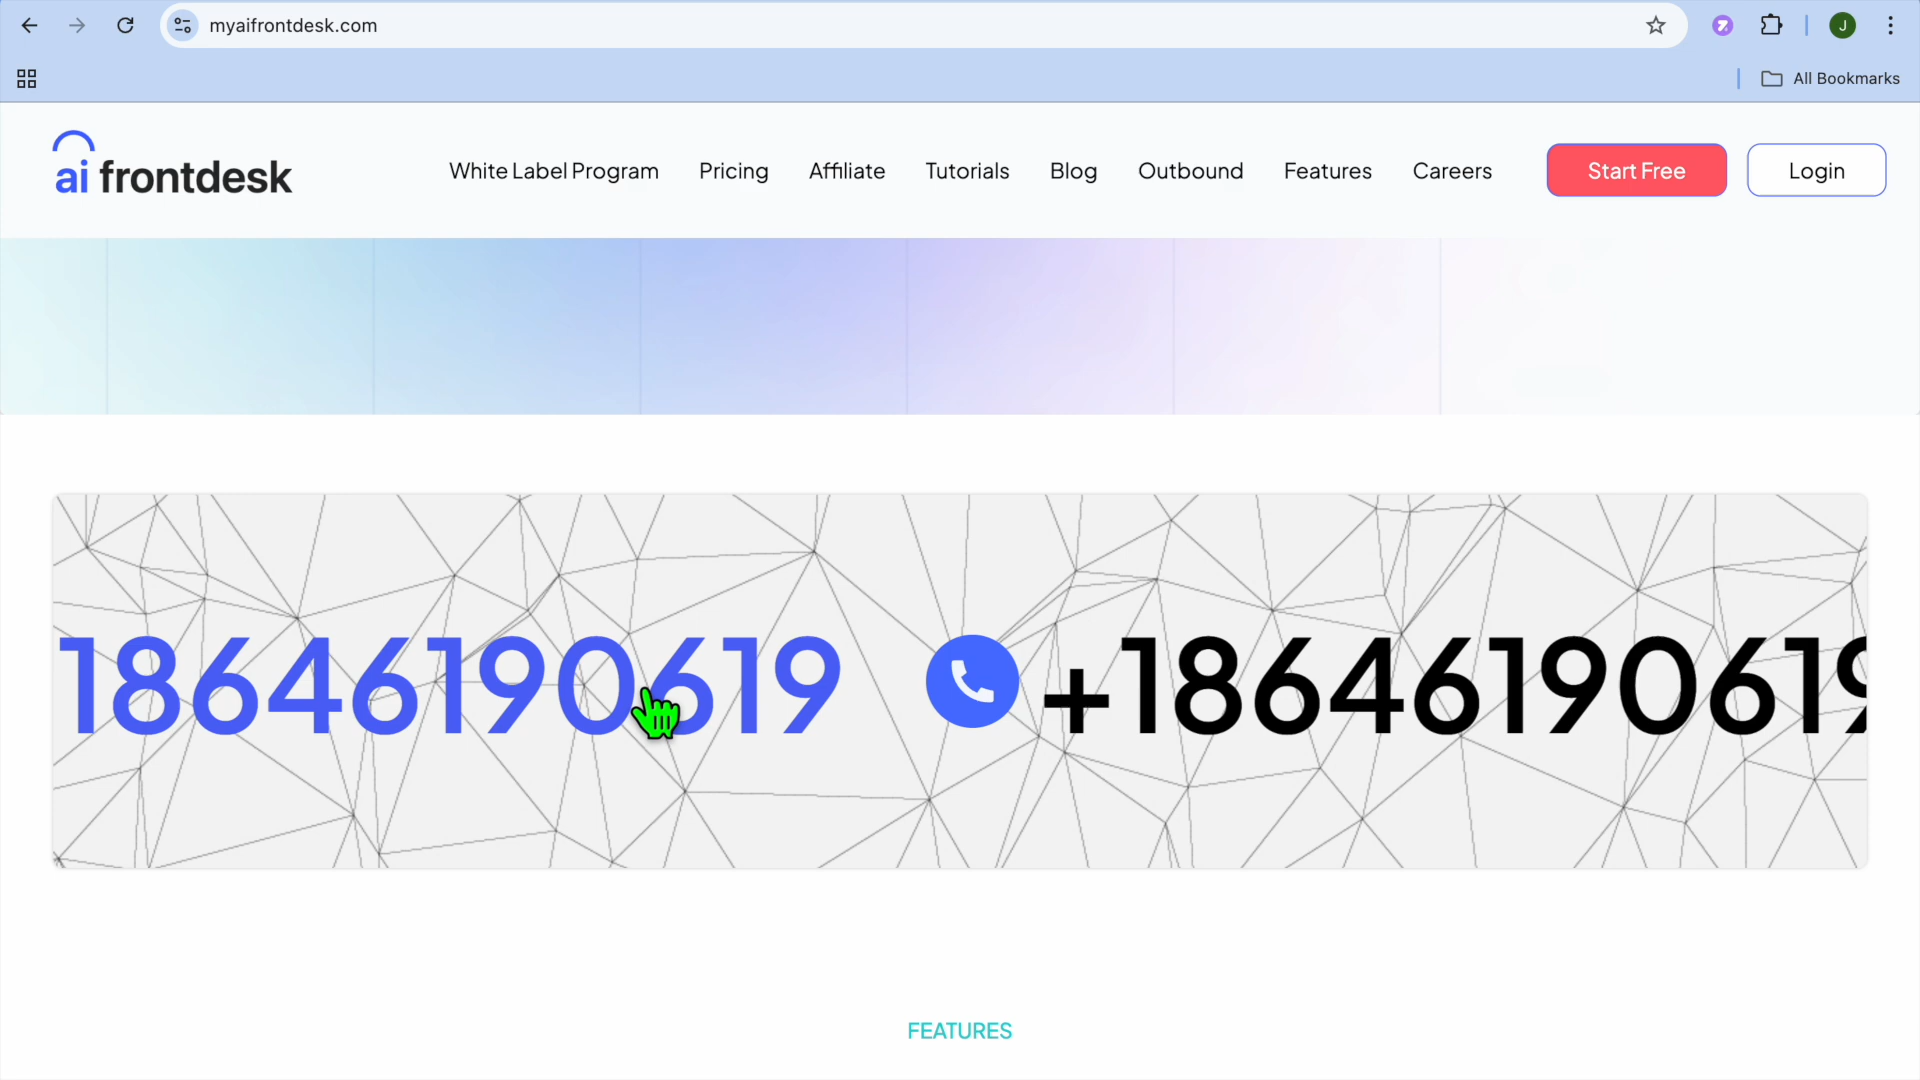 myaifrontdesk.com
J
All Bookmarks
ai frontdesk
White Label Program
Pricing
Affiliate
Tutorials
Blog
Outbound
Features
Careers
Start Free
Login
18646190619
+18646190619
FEATURES